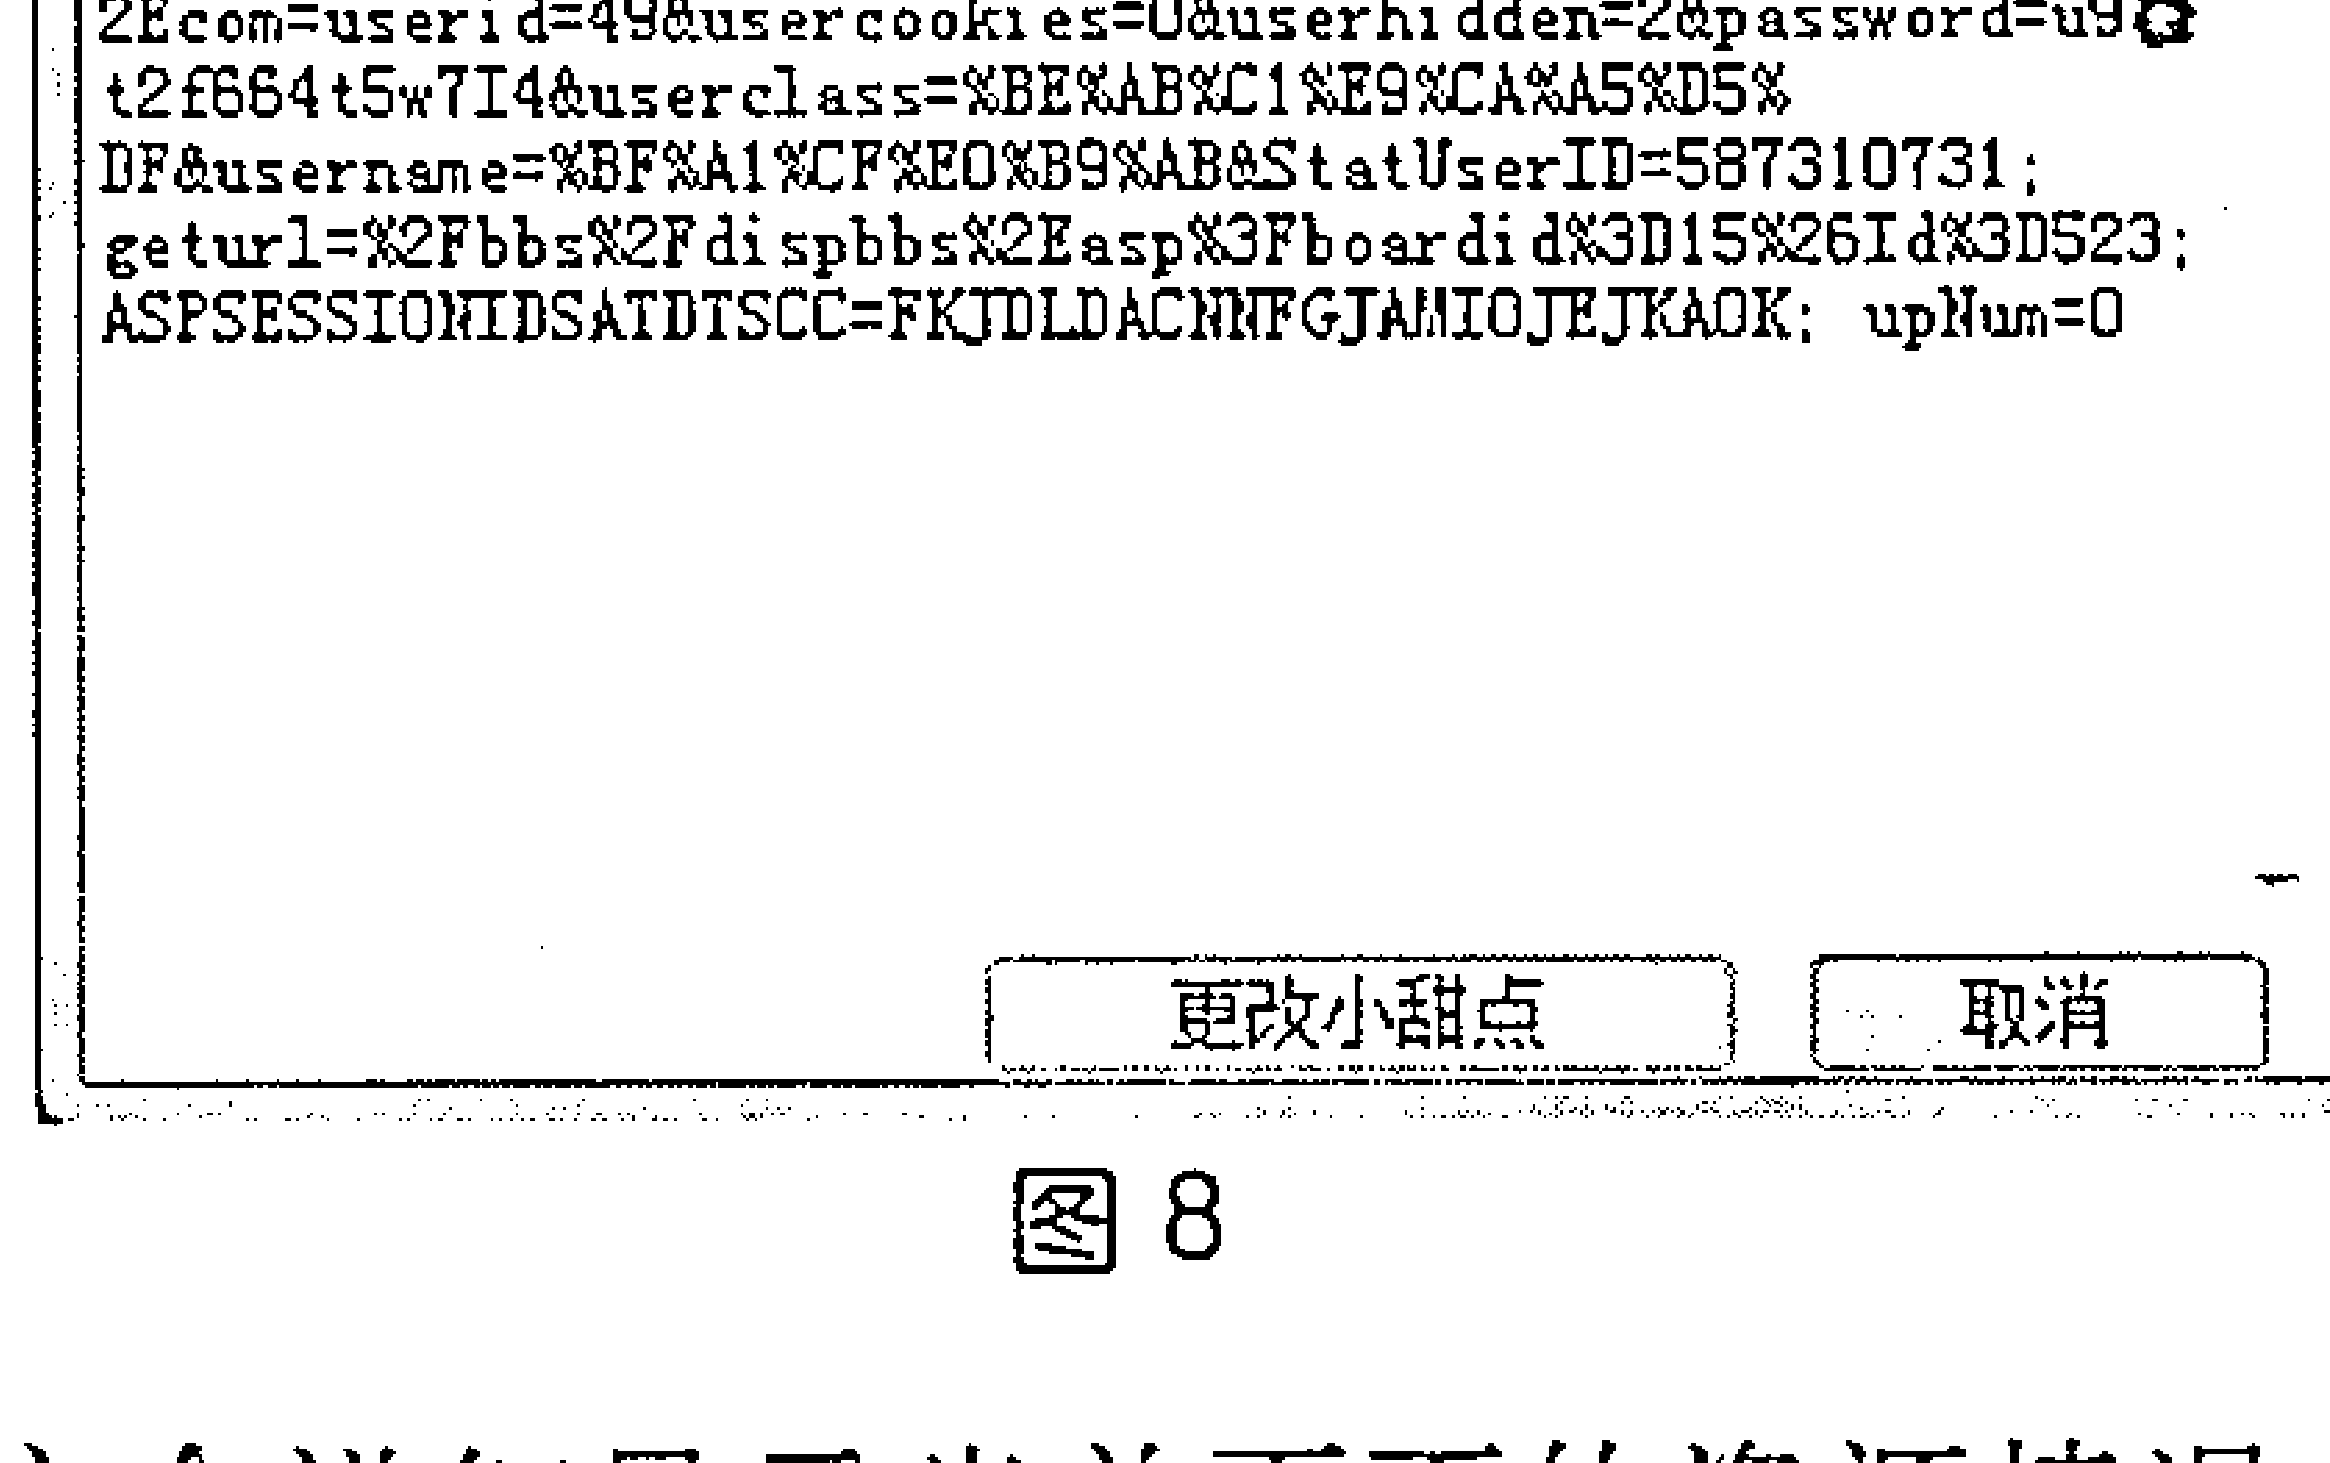 2Ecom=userid=49&usercookies=0&userhidden=2&password=u9
t2f664t5w7I4&userclass=%BE%AB%C1%E9%CA%A5%D5%
DF&username=%BF%A1%CF%E0%B9%AB&StatUserID=587310731;
geturl=%2Fbbs%2Fdispbbs%2Easp%3Fboardid%3D15%26Id%3D523;
ASPSESSIONIDSATDTSCC=FKJDLDACNNFGJAMIOJEJKAOK; upNum=0
更改小甜点 取消
图 8